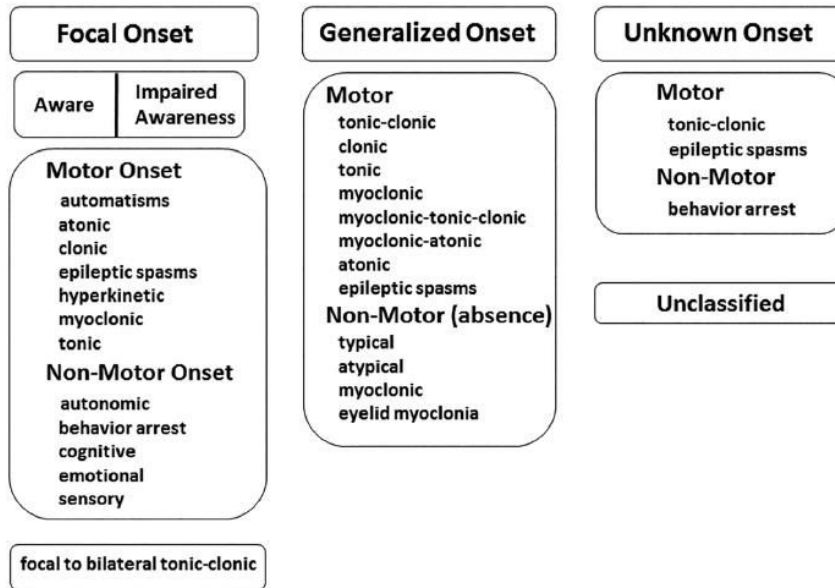 Focal Onset
Aware
Impaired
Awareness
Motor Onset
automatisms
atonic
clonic
epileptic spasms
hyperkinetic
myoclonic
tonic
Non-Motor Onset
autonomic
behavior arrest
cognitive
emotional
sensory
focal to bilateral tonic-clonic
Generalized Onset
Motor
tonic-clonic
clonic
tonic
myoclonic
myoclonic-tonic-clonic
myoclonic-atonic
atonic
epileptic spasms
Non-Motor (absence)
typical
atypical
myoclonic
eyelid myoclonia
Unknown Onset
Motor
tonic-clonic
epileptic spasms
Non-Motor
behavior arrest
Unclassified